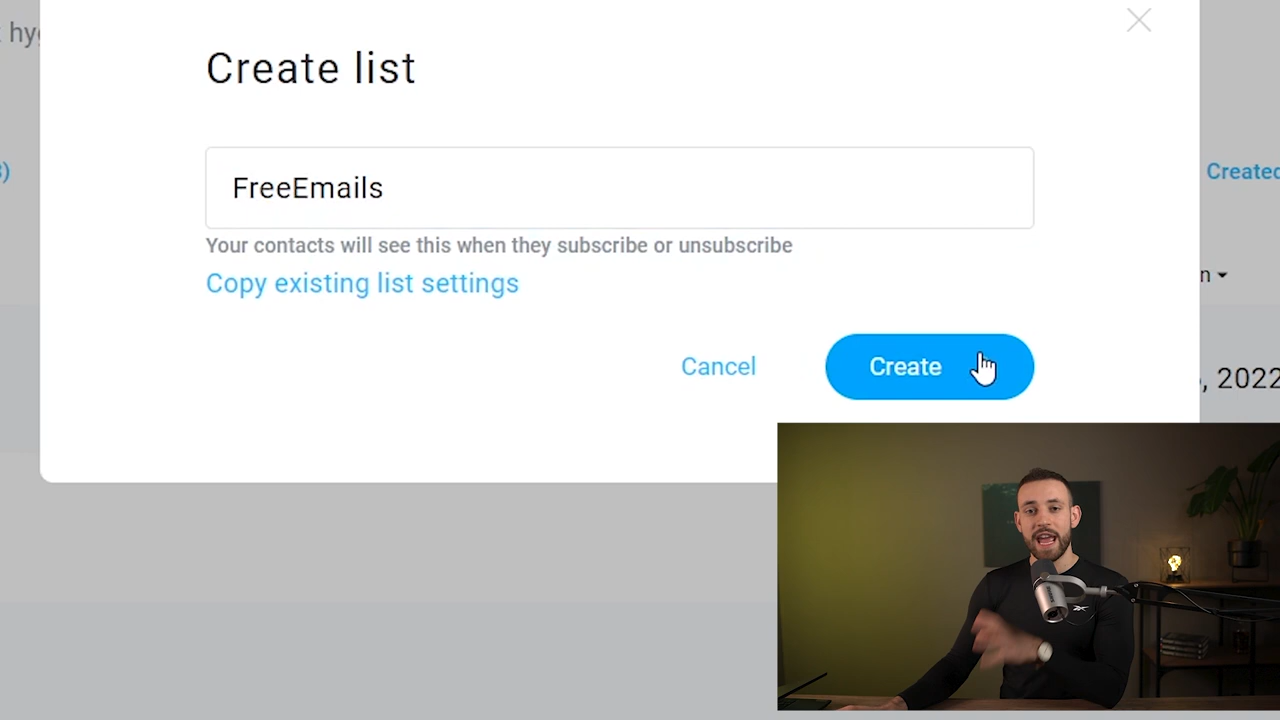 hy
Create list
FreeEmails
Your contacts will see this when they subscribe or unsubscribe
Copy existing list settings
Cancel
Create
)
Created
n
, 2022